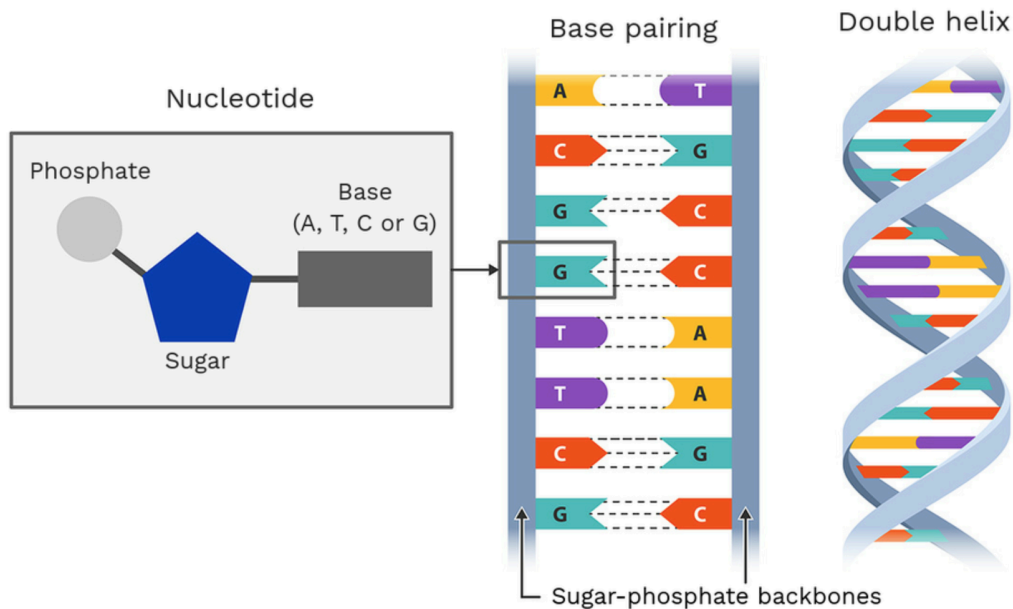 Nucleotide
Phosphate
Base
(A, T, C or G)
Sugar
Base pairing
A T
C G
G C
G C
T A
T A
C G
G C
Sugar-phosphate backbones
Double helix